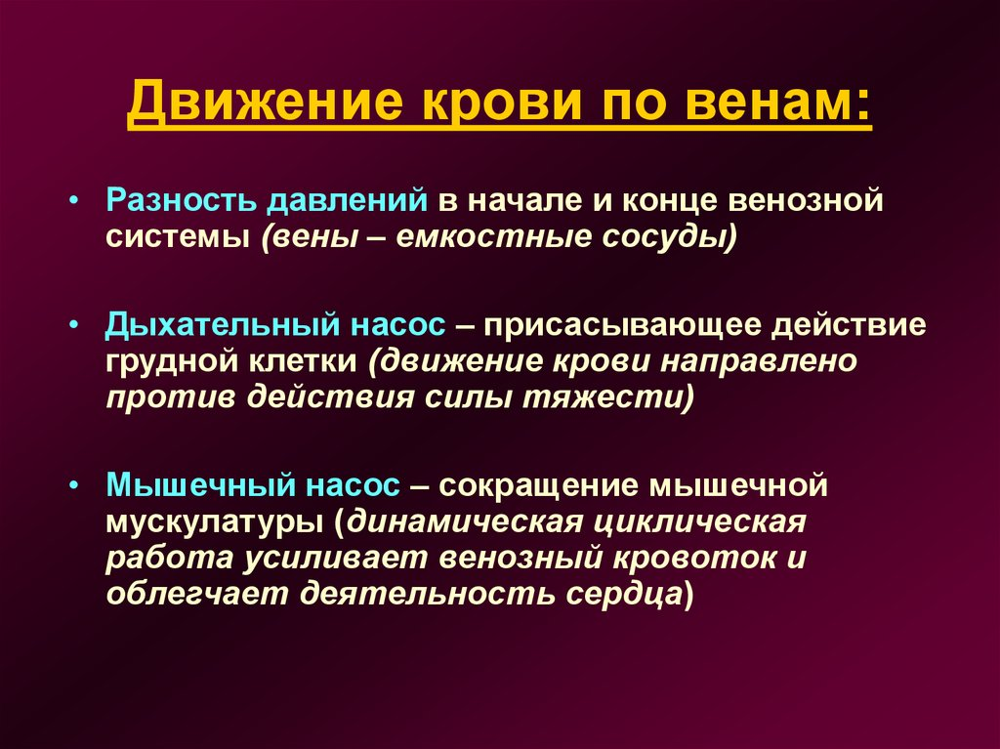 Движение крови по венам:
• Разность давлений в начале и конце венозной
системы (вены – емкостные сосуды)
• Дыхательный насос – присасывающее действие
грудной клетки (движение крови направлено
против действия силы тяжести)
• Мышечный насос – сокращение мышечной
мускулатуры (динамическая циклическая
работа усиливает венозный кровоток и
облегчает деятельность сердца)